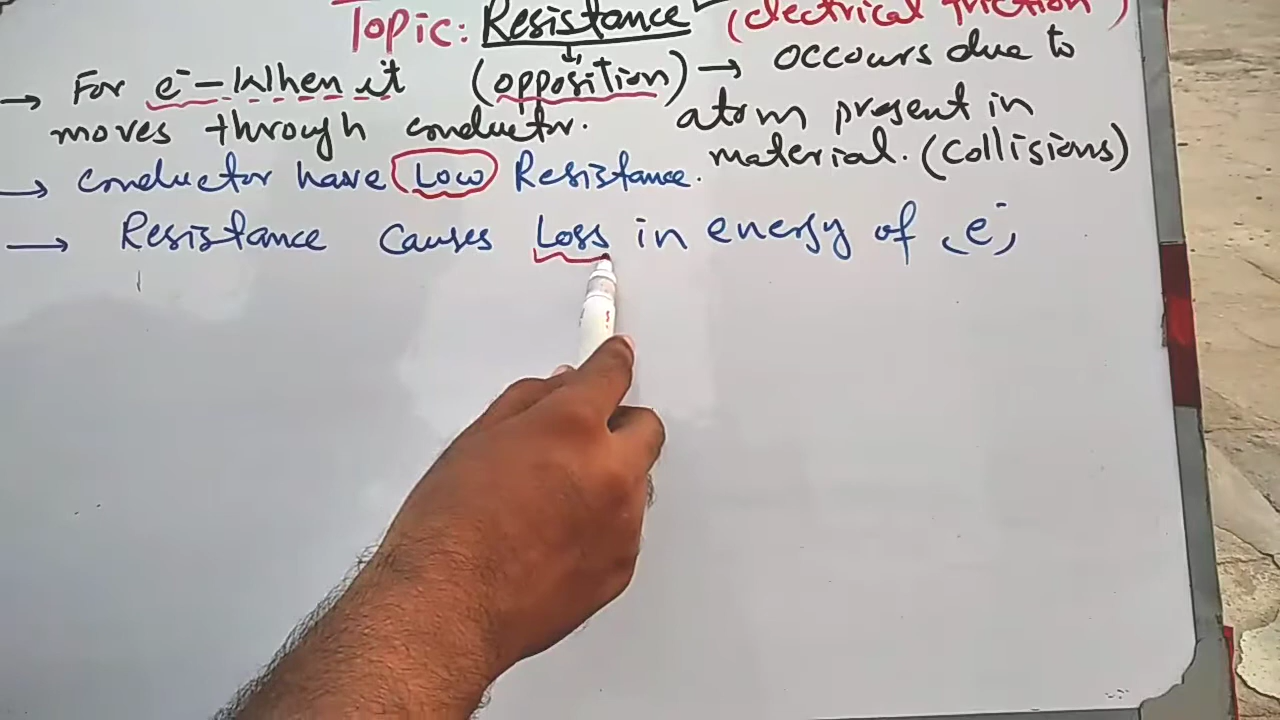 Topic: Resistance (electrical friction)
→ For e⁻ - When it (opposition) → occours due to
moves through conductor. atom present in
material. (Collisions)
→ Conductor have Low Resistance.
→ Resistance causes Loss in energy of 'e⁻'